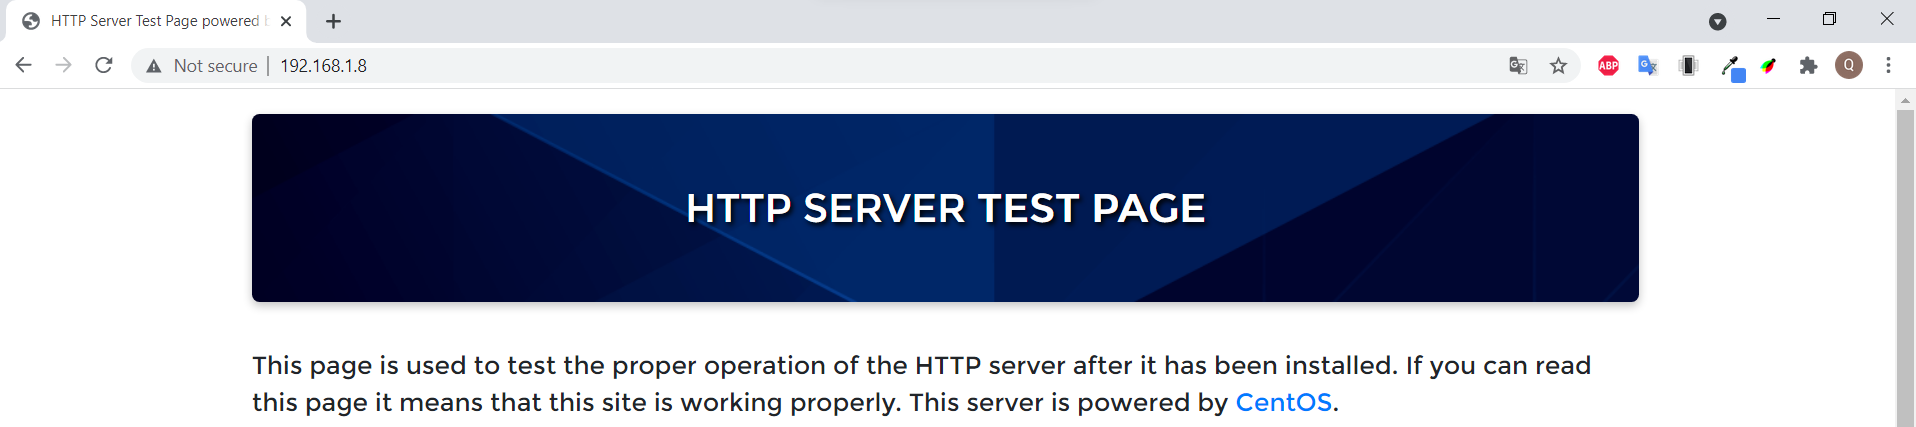 HTTP Server Test Page powered b
Not secure
192.168.1.8
ABP
Q
HTTP SERVER TEST PAGE
This page is used to test the proper operation of the HTTP server after it has been installed. If you can read
this page it means that this site is working properly. This server is powered by CentOS.